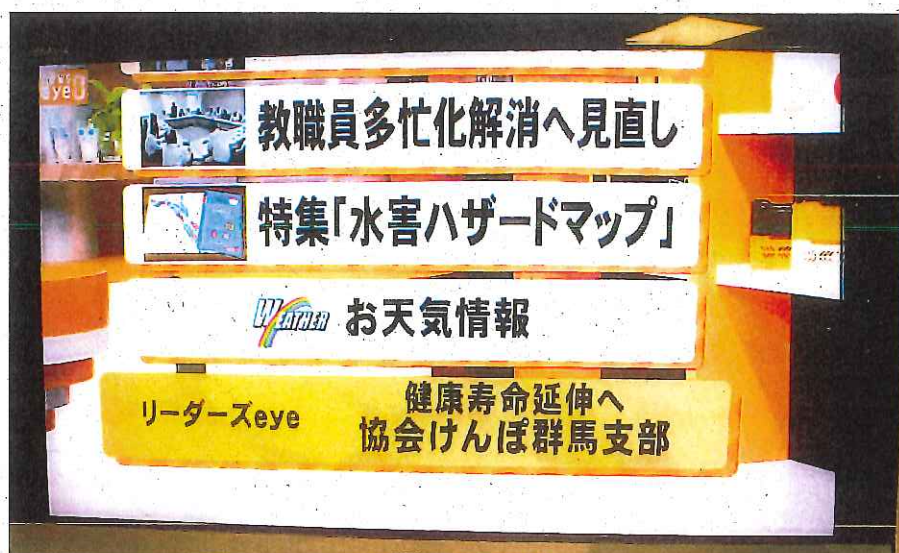 eye
教職員多忙化解消へ見直し
特集「水害ハザードマップ」
WEATHER お天気情報
リーダーズeye
健康寿命延伸へ
協会けんぽ群馬支部